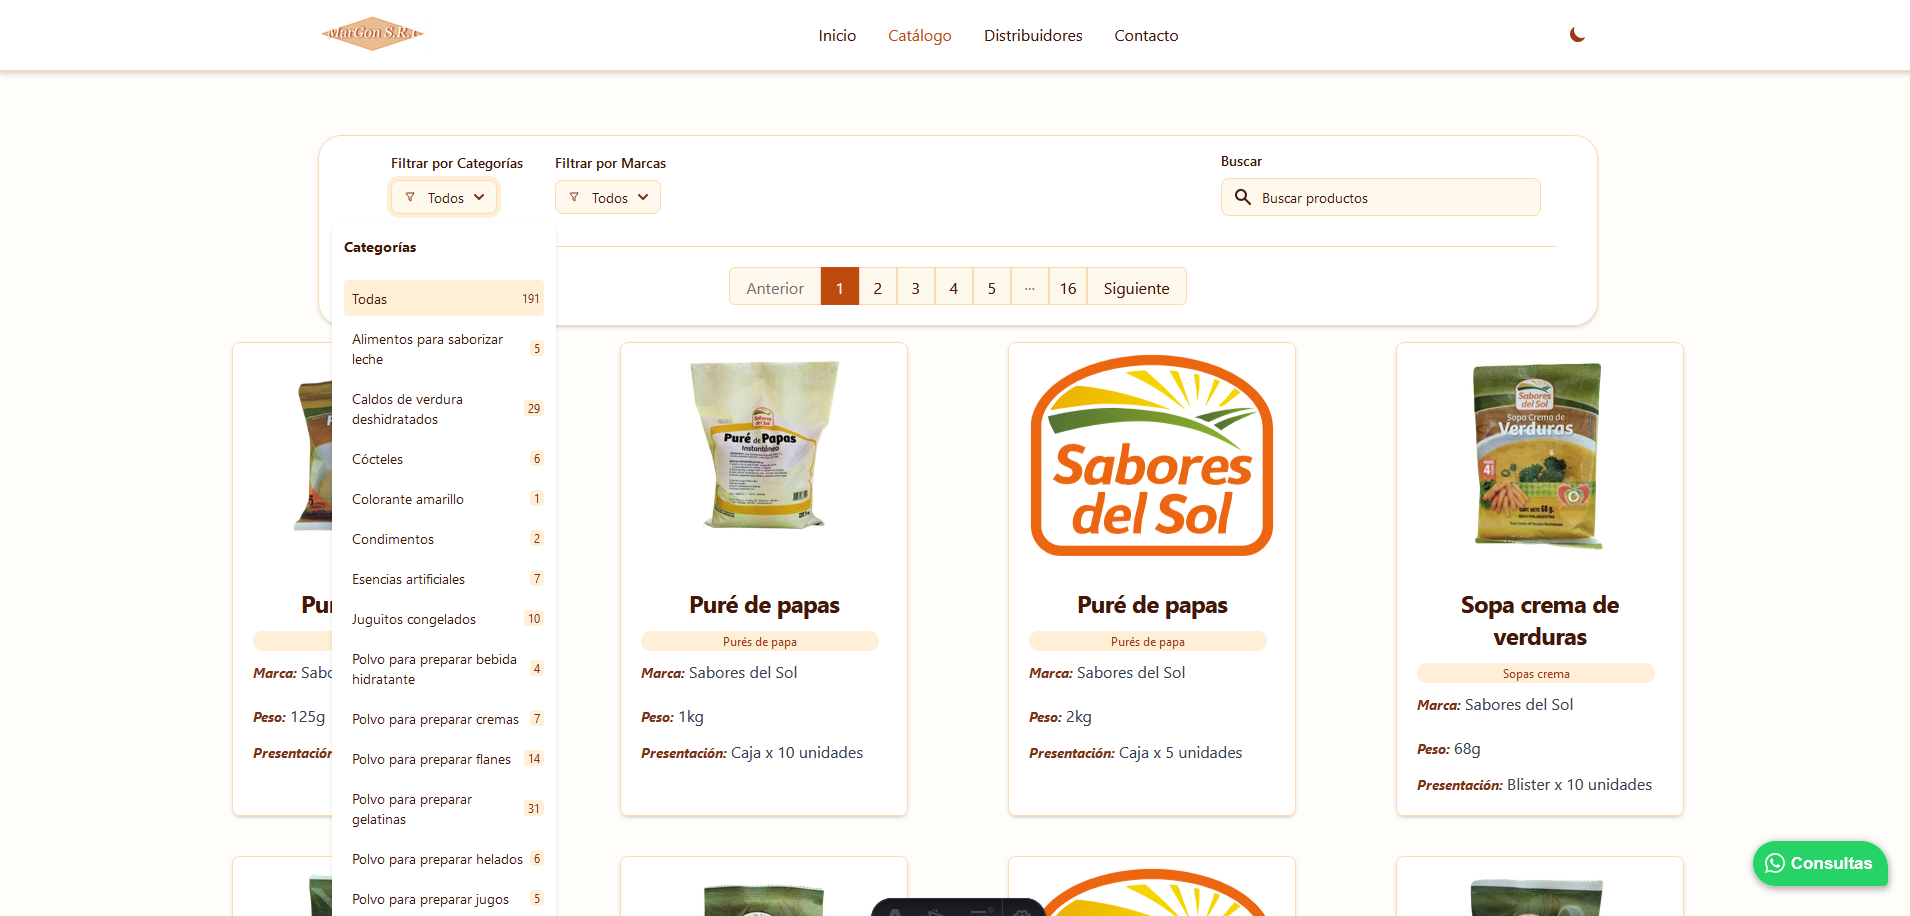 MarGon S.R.L
Inicio
Catálogo
Distribuidores
Contacto
Filtrar por Categorías
Todos
Filtrar por Marcas
Todos
Buscar
Buscar productos
Categorías
Todas 191
Alimentos para saborizar
leche
5
Caldos de verdura
deshidratados
29
Cócteles 6
Colorante amarillo 1
Condimentos 2
Esencias artificiales 7
Juguitos congelados 10
Polvo para preparar bebida
hidratante
4
Polvo para preparar cremas 7
Polvo para preparar flanes 14
Polvo para preparar
gelatinas
31
Polvo para preparar helados 6
Polvo para preparar jugos 5
Anterior 1 2 3 4 5 ... 16 Siguiente
Pur
Marca: Sabo
Peso: 125g
Presentación
Sabores
del Sol
Puré de Papas
Instantáneo
Puré de papas
Purés de papa
Marca: Sabores del Sol
Peso: 1kg
Presentación: Caja x 10 unidades
Sabores
del Sol
Puré de papas
Purés de papa
Marca: Sabores del Sol
Peso: 2kg
Presentación: Caja x 5 unidades
Sabores
del Sol
Sopa Crema de
Verduras
4
CONT. NETO 68 g.
Sopa crema de
verduras
Sopas crema
Marca: Sabores del Sol
Peso: 68g
Presentación: Blister x 10 unidades
Consultas